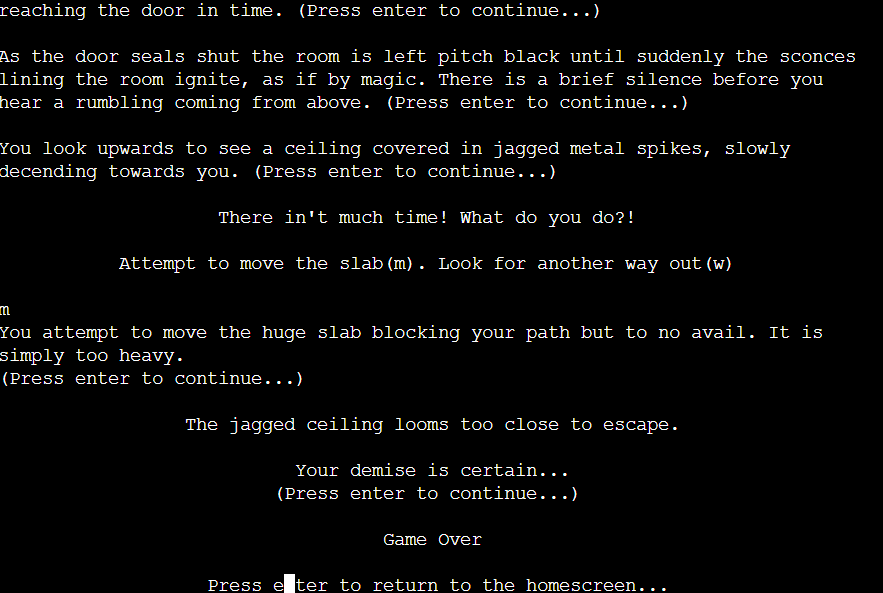 reaching the door in time. (Press enter to continue...)
As the door seals shut the room is left pitch black until suddenly the sconces
lining the room ignite, as if by magic. There is a brief silence before you
hear a rumbling coming from above. (Press enter to continue...)
You look upwards to see a ceiling covered in jagged metal spikes, slowly
decending towards you. (Press enter to continue...)
There in't much time! What do you do?!
Attempt to move the slab(m). Look for another way out(w)
m
You attempt to move the huge slab blocking your path but to no avail. It is
simply too heavy.
(Press enter to continue...)
The jagged ceiling looms too close to escape.
Your demise is certain...
(Press enter to continue...)
Game Over
Press e ter to return to the homescreen...